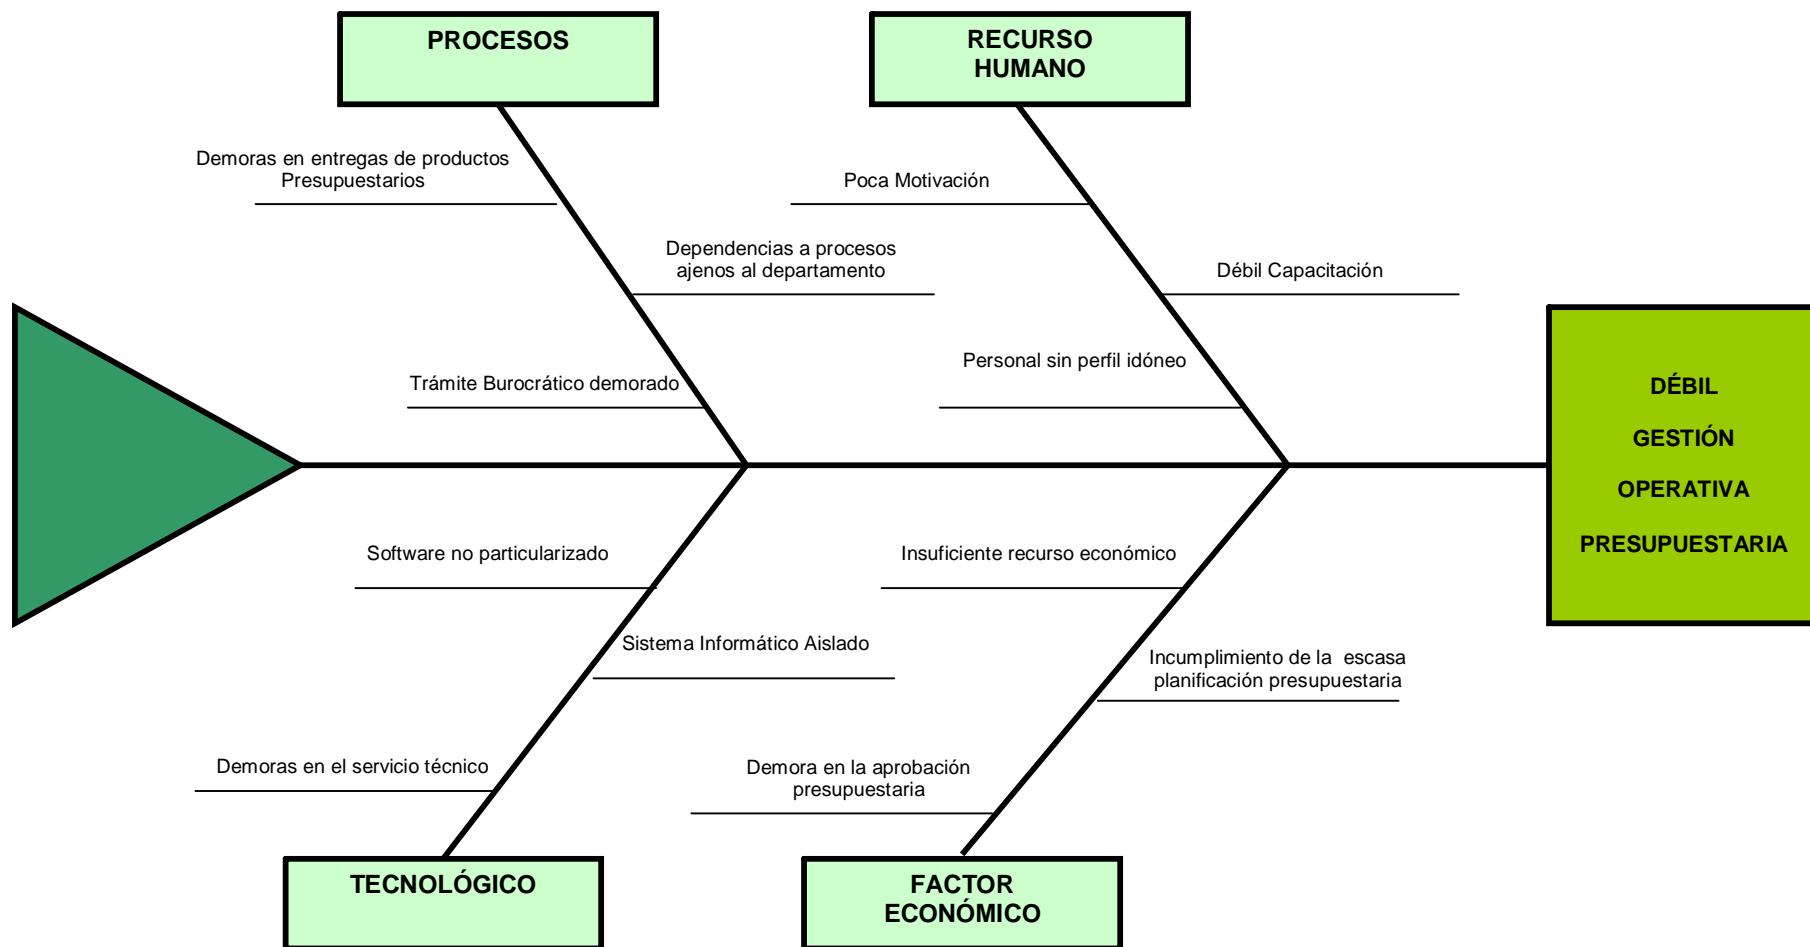 PROCESOS
RECURSO
HUMANO
Demoras en entregas de productos
Presupuestarios
Poca Motivación
Dependencias a procesos
ajenos al departamento
Débil Capacitación
Personal sin perfil idóneo
Trámite Burocrático demorado
DÉBIL
GESTIÓN
OPERATIVA
PRESUPUESTARIA
Software no particularizado
Insuficiente recurso económico
Sistema Informático Aislado
Incumplimiento de la  escasa
planificación presupuestaria
Demoras en el servicio técnico
Demora en la aprobación
presupuestaria
TECNOLÓGICO
FACTOR
ECONÓMICO